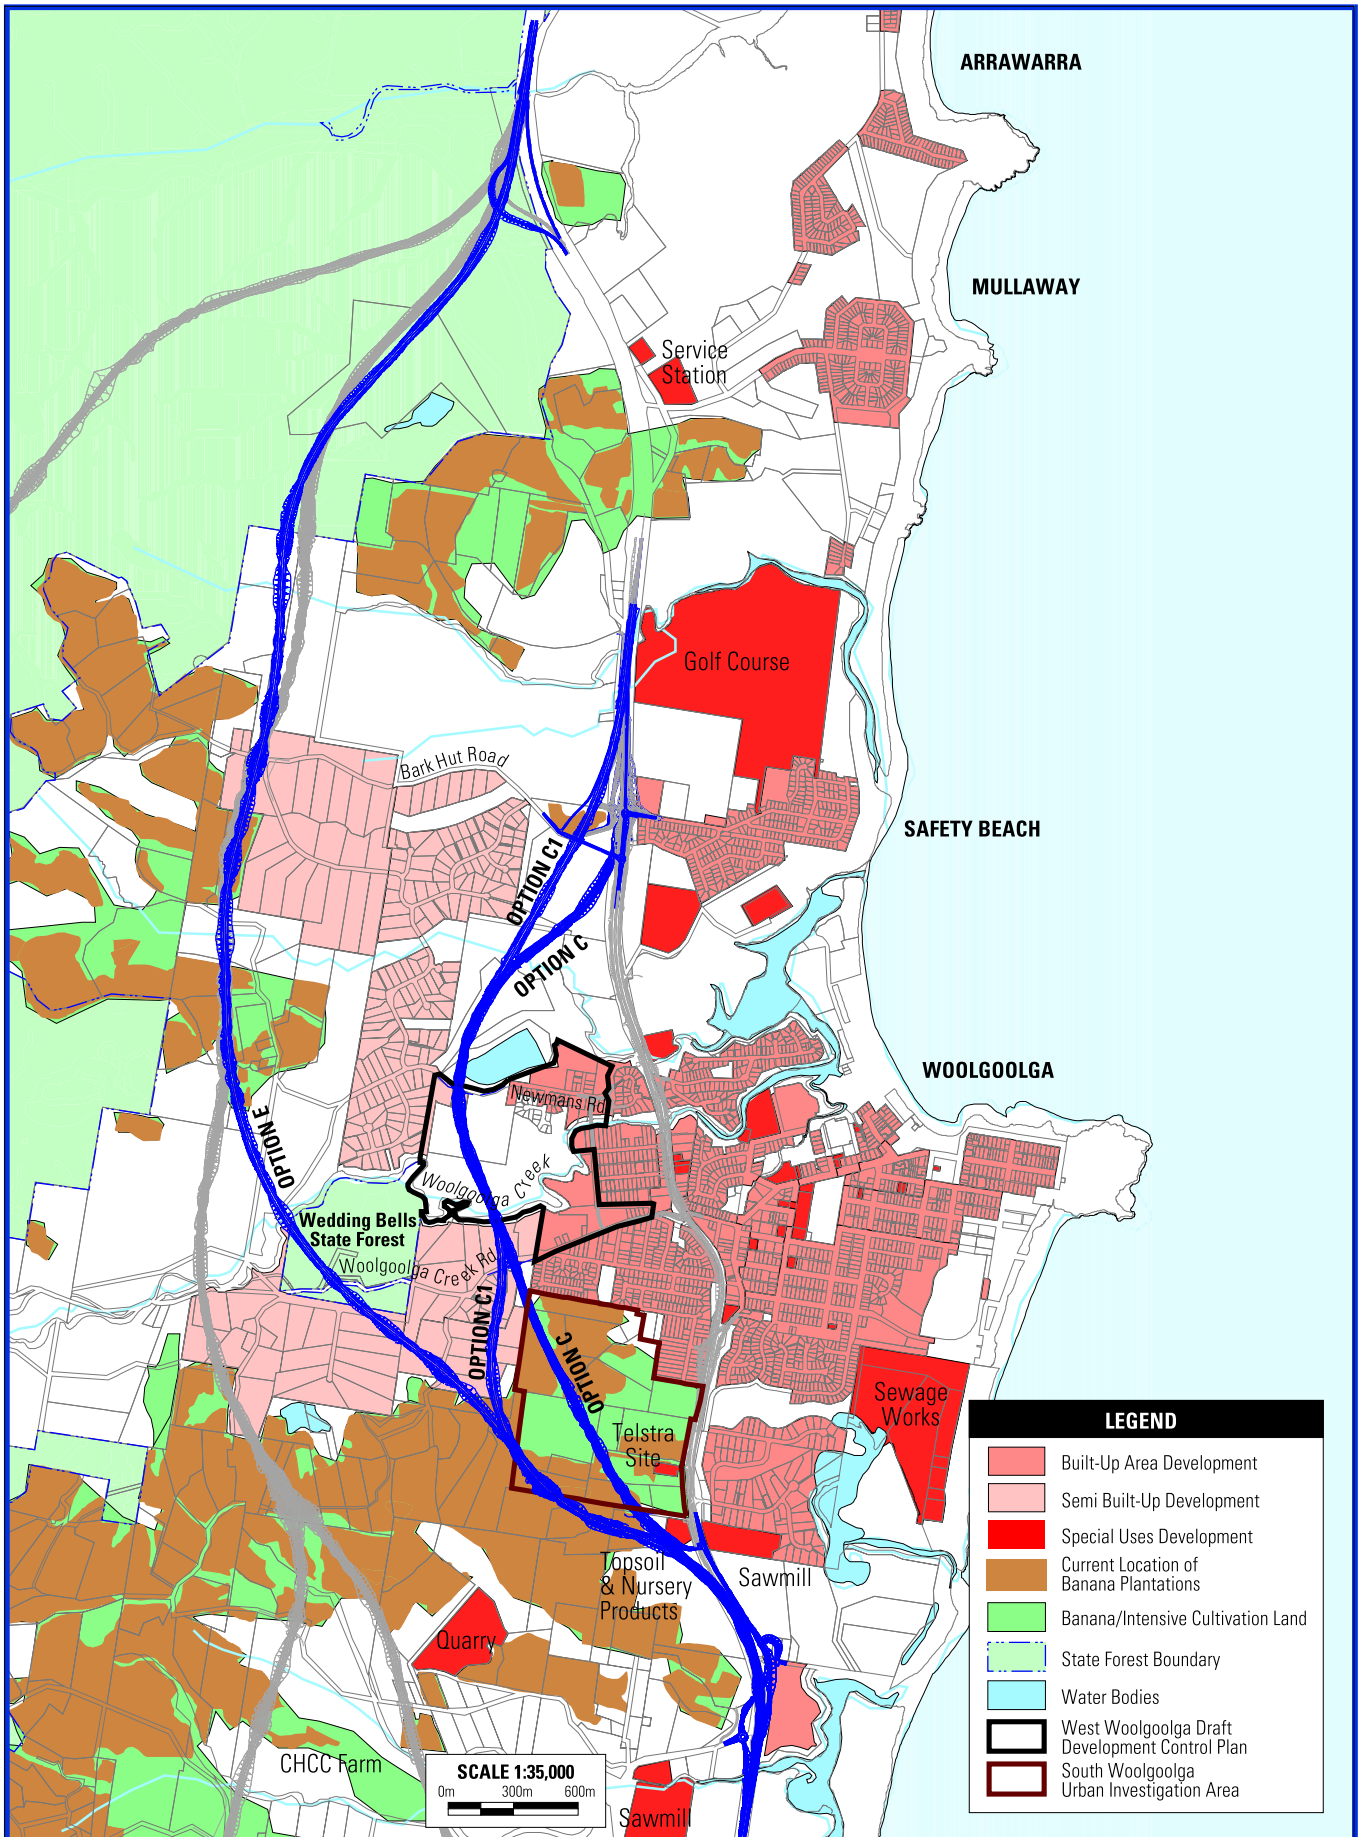 ARRAWARRA
MULLAWAY
Service
Station
Golf Course
Bark Hut Road
SAFETY BEACH
OPTION C1
OPTION C
WOOLGOOLGA
Newmans Rd
OPTION E
Woolgoolga Creek
Wedding Bells
State Forest
Woolgoolga Creek Rd
OPTION C1
OPTION C
Telstra
Site
Sewage
Works
Topsoil
& Nursery
Products
Sawmill
Quarry
CHCC Farm
Sawmill
SCALE 1:35,000
0m 300m 600m
LEGEND
Built-Up Area Development
Semi Built-Up Development
Special Uses Development
Current Location of
Banana Plantations
Banana/Intensive Cultivation Land
State Forest Boundary
Water Bodies
West Woolgoolga Draft
Development Control Plan
South Woolgoolga
Urban Investigation Area